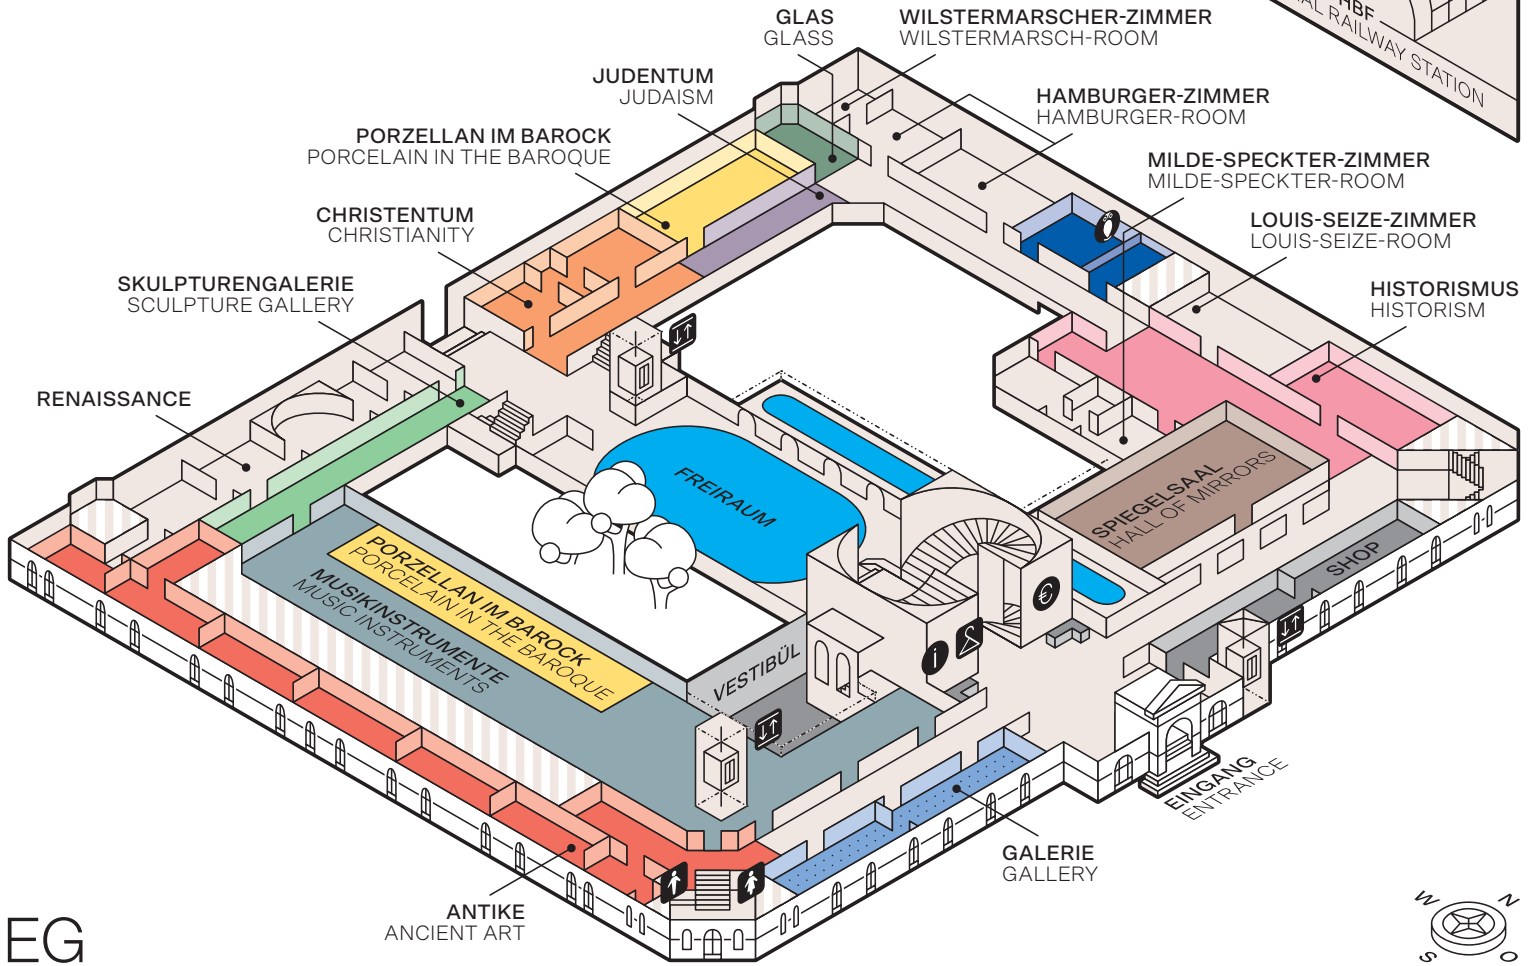 HBF
RAILWAY STATION
GLAS
GLASS
WILSTERMARSCHER-ZIMMER
WILSTERMARSCH-ROOM
JUDENTUM
JUDAISM
HAMBURGER-ZIMMER
HAMBURGER-ROOM
PORZELLAN IM BAROCK
PORCELAIN IN THE BAROQUE
MILDE-SPECKTER-ZIMMER
MILDE-SPECKTER-ROOM
CHRISTENTUM
CHRISTIANITY
LOUIS-SEIZE-ZIMMER
LOUIS-SEIZE-ROOM
SKULPTURENGALERIE
SCULPTURE GALLERY
HISTORISMUS
HISTORISM
RENAISSANCE
FREIRAUM
SPIEGELSAAL
HALL OF MIRRORS
SHOP
PORZELLAN IM BAROCK
PORCELAIN IN THE BAROQUE
MUSIKINSTRUMENTE
MUSIC INSTRUMENTS
€
i
VESTIBÜL
EINGANG
ENTRANCE
GALERIE
GALLERY
ANTIKE
ANCIENT ART
EG
W
N
S
O